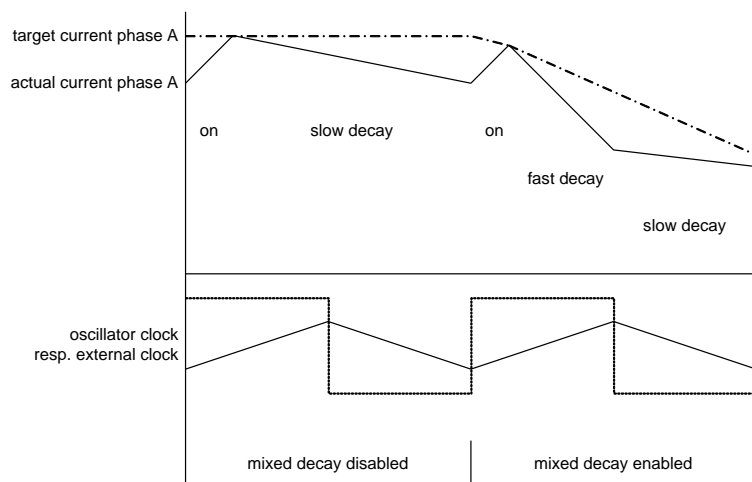 target current phase A
actual current phase A
on
slow decay
on
fast decay
slow decay
oscillator clock
resp. external clock
mixed decay disabled
mixed decay enabled